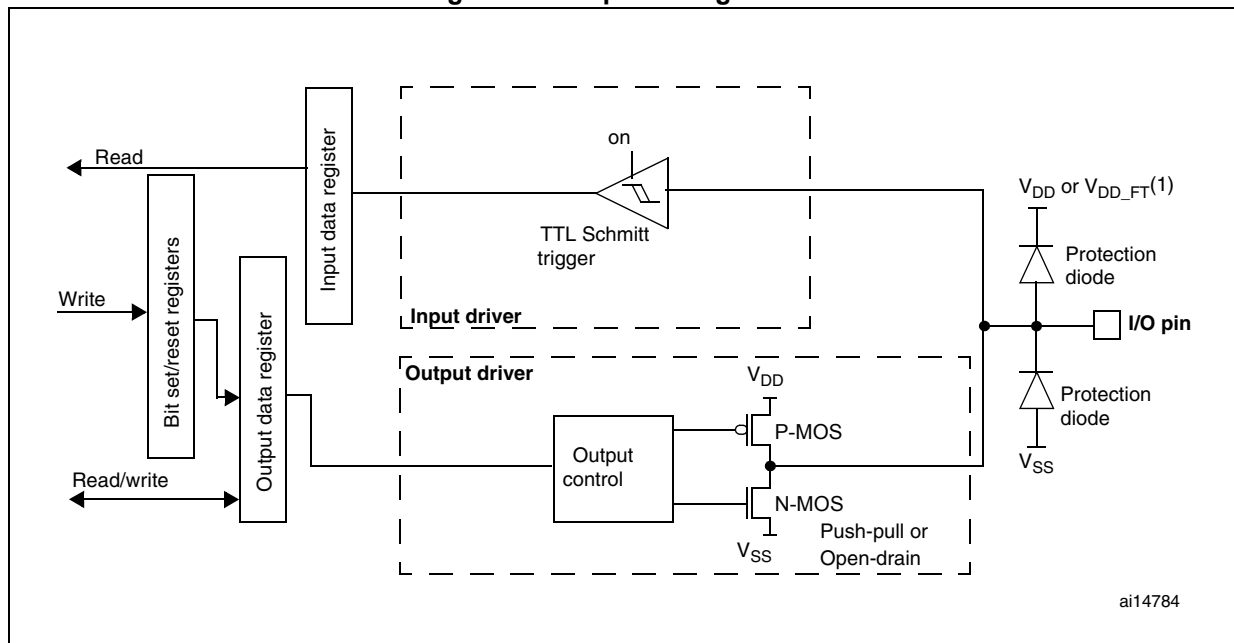 on
Read
Input data register
TTL Schmitt
trigger
V_DD or V_DD_FT(1)
Protection
diode
Write
Bit set/reset registers
Output data register
Input driver
I/O pin
Output driver
V_DD
P-MOS
Output
control
N-MOS
V_SS
Push-pull or
Open-drain
Protection
diode
V_SS
Read/write
ai14784